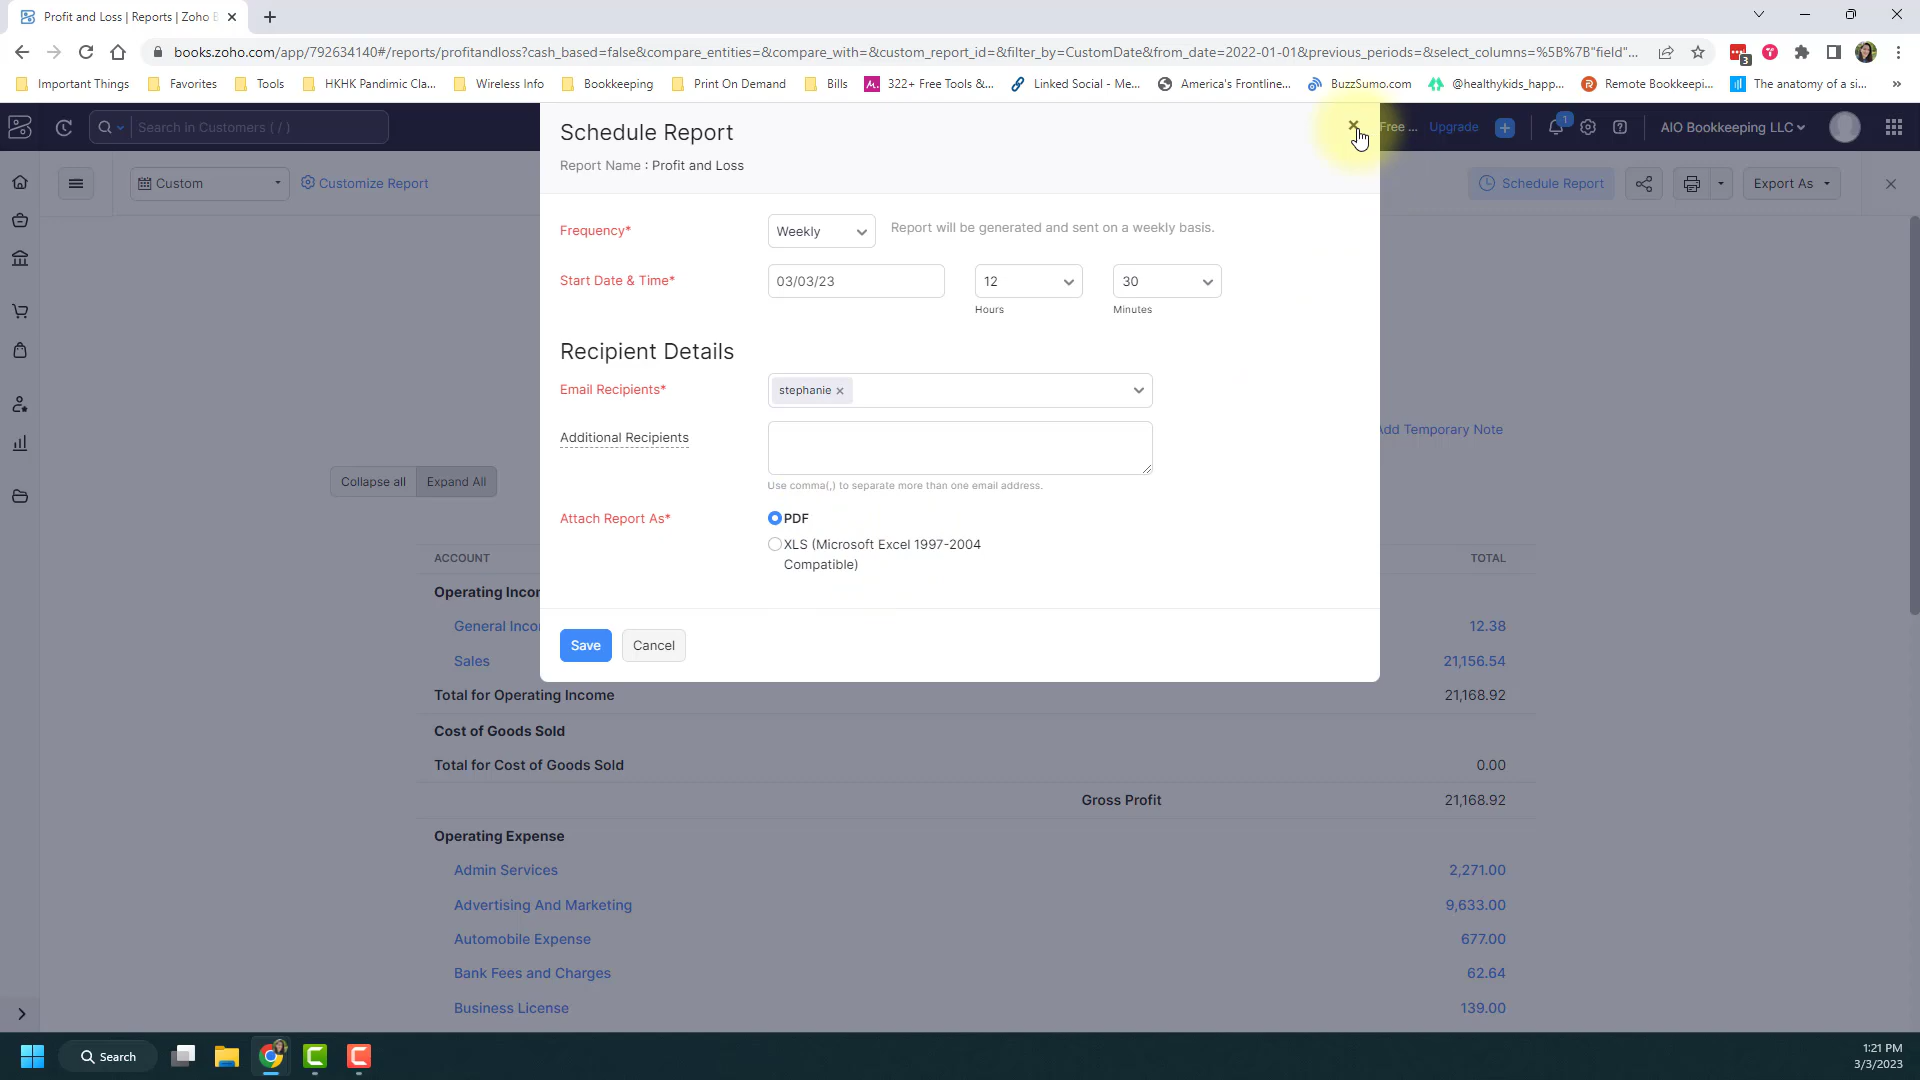 Profit and Loss | Reports | Zoho B
books.zoho.com/app/792634140#/reports/profitandloss?cash_based=false&compare_entities=&compare_with=&custom_report_id=&filter_by=CustomDate&from_date=2022-01-01&previous_periods=&select_columns=%5B%7B"field"...
3
Important Things
Favorites
Tools
HKHK Pandimic Cla...
Wireless Info
Bookkeeping
Print On Demand
Bills
322+ Free Tools &...
Linked Social - Me...
America's Frontline...
BuzzSumo.com
@healthykids_happ...
Remote Bookkeepi...
The anatomy of a si...
»
Search in Customers ( / )
Free ...
Upgrade
1
AIO Bookkeeping LLC
Schedule Report
Report Name : Profit and Loss
Custom
Customize Report
Schedule Report
Export As
Frequency*
Weekly
Report will be generated and sent on a weekly basis.
Start Date & Time*
03/03/23
12
30
Hours
Minutes
Recipient Details
Email Recipients*
stephanie ×
Additional Recipients
Use comma(,) to separate more than one email address.
Add Temporary Note
Collapse all
Expand All
Attach Report As*
PDF
XLS (Microsoft Excel 1997-2004
Compatible)
Save
Cancel
ACCOUNT
TOTAL
Operating Incor
General Inco
12.38
Sales
21,156.54
Total for Operating Income
21,168.92
Cost of Goods Sold
Total for Cost of Goods Sold
0.00
Gross Profit
21,168.92
Operating Expense
Admin Services
2,271.00
Advertising And Marketing
9,633.00
Automobile Expense
677.00
Bank Fees and Charges
62.64
Business License
139.00
Search
1:21 PM
3/3/2023